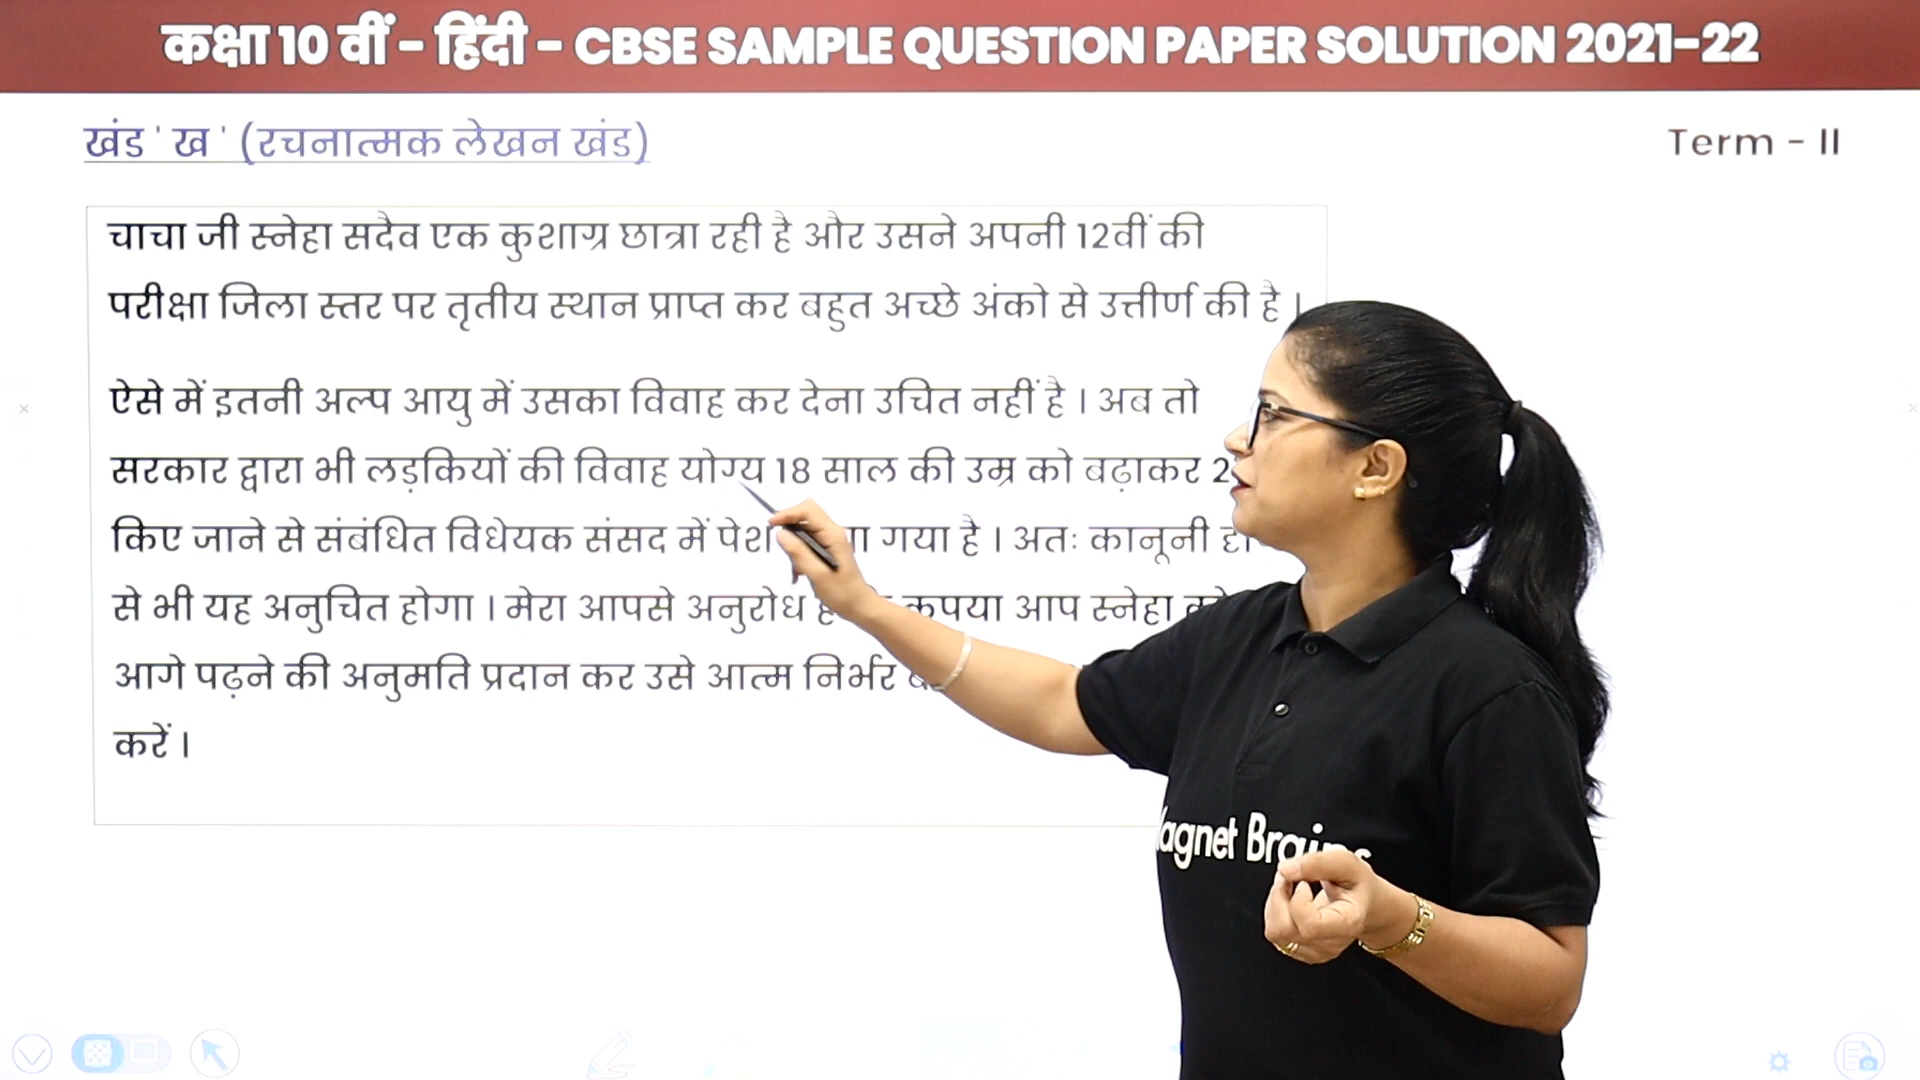 कक्षा 10 वीं - हिंदी - CBSE SAMPLE QUESTION PAPER SOLUTION 2021-22
खंड ' ख ' (रचनात्मक लेखन खंड)
Term - II
चाचा जी स्नेहा सदैव एक कुशाग्र छात्रा रही है और उसने अपनी 12वीं की
परीक्षा जिला स्तर पर तृतीय स्थान प्राप्त कर बहुत अच्छे अंको से उत्तीर्ण की है ।
ऐसे में इतनी अल्प आयु में उसका विवाह कर देना उचित नहीं है । अब तो
सरकार द्वारा भी लड़कियों की विवाह योग्य 18 साल की उम्र को बढ़ाकर
किए जाने से संबंधित विधेयक संसद में पेश गया है । अतः कानूनी
से भी यह अनुचित होगा । मेरा आपसे अनुरोध कृपया आप स्नेहा को
आगे पढ़ने की अनुमति प्रदान कर उसे आत्म निर्भर
करें ।
Magnet Brains